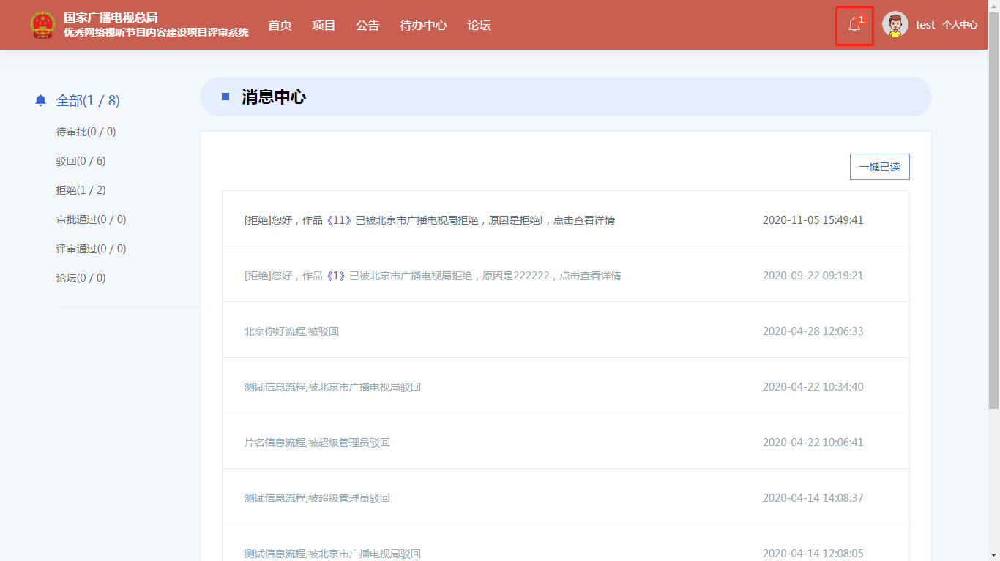 国家广播电视总局
优秀网络视听节目内容建设项目评审系统
首页 项目 公告 待办中心 论坛
1
test 个人中心
全部(1 / 8)
待审批(0 / 0)
驳回(0 / 6)
拒绝(1 / 2)
审批通过(0 / 0)
评审通过(0 / 0)
论坛(0 / 0)
消息中心
一键已读
[拒绝]您好，作品《11》已被北京市广播电视局拒绝，原因是拒绝!，点击查看详情 2020-11-05 15:49:41
[拒绝]您好，作品《1》已被北京市广播电视局拒绝，原因是222222，点击查看详情 2020-09-22 09:19:21
北京你好流程,被驳回 2020-04-28 12:06:33
测试信息流程,被北京市广播电视局驳回 2020-04-22 10:34:40
片名信息流程,被超级管理员驳回 2020-04-22 10:06:41
测试信息流程,被超级管理员驳回 2020-04-14 14:08:37
测试信息流程,被北京市广播电视局驳回 2020-04-14 12:08:05